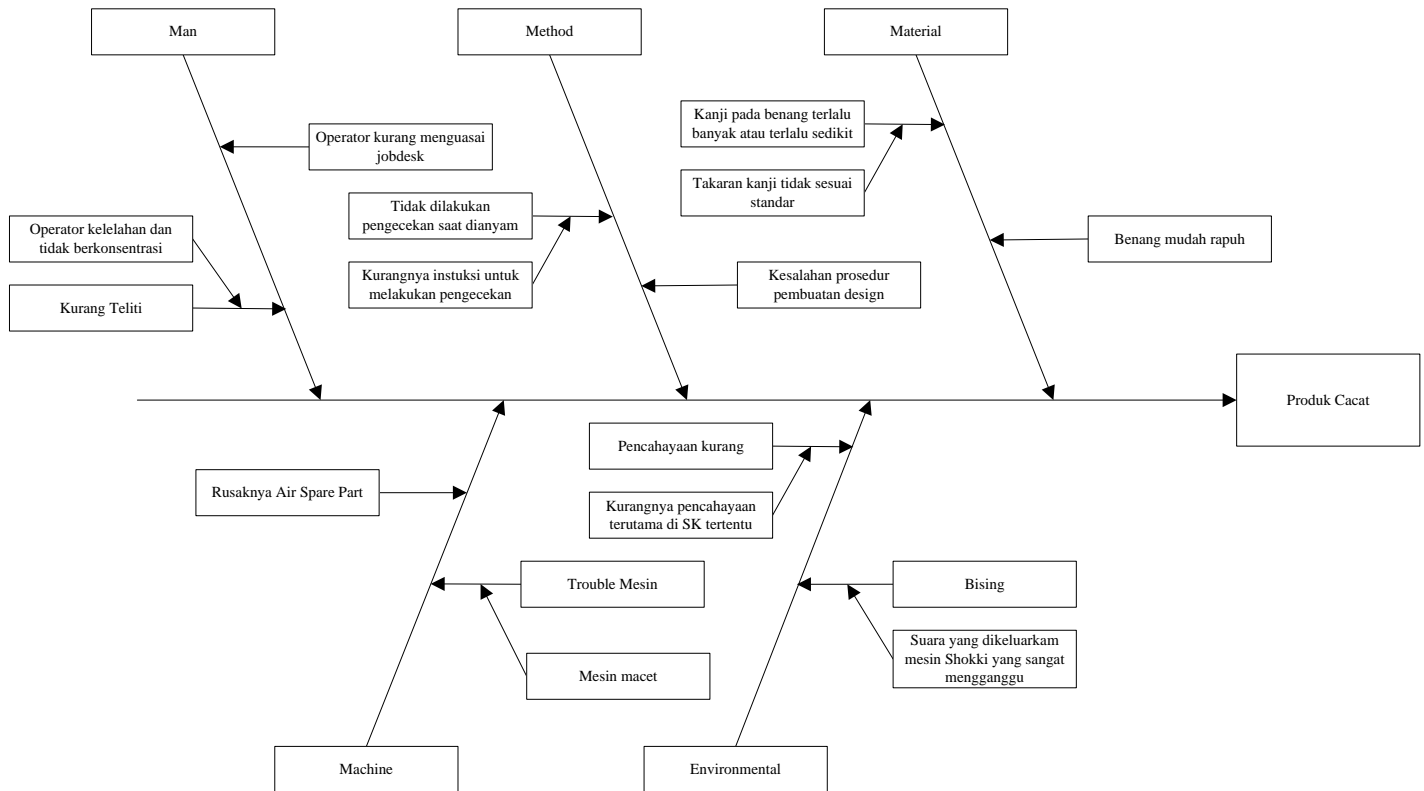 Man
Method
Material
Kanji pada benang terlalu
banyak atau terlalu sedikit
Operator kurang menguasai
jobdesk
Takaran kanji tidak sesuai
standar
Tidak dilakukan
pengecekan saat dianyam
Operator kelelahan dan
tidak berkonsentrasi
Benang mudah rapuh
Kurangnya instuksi untuk
melakukan pengecekan
Kesalahan prosedur
pembuatan design
Kurang Teliti
Produk Cacat
Pencahayaan kurang
Rusaknya Air Spare Part
Kurangnya pencahayaan
terutama di SK tertentu
Trouble Mesin
Bising
Suara yang dikeluarkam
mesin Shokki yang sangat
mengganggu
Mesin macet
Machine
Environmental